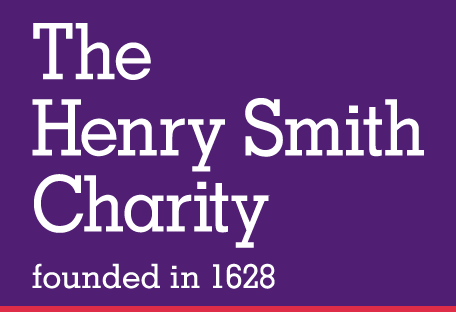 The
Henry Smith
Charity
founded in 1628